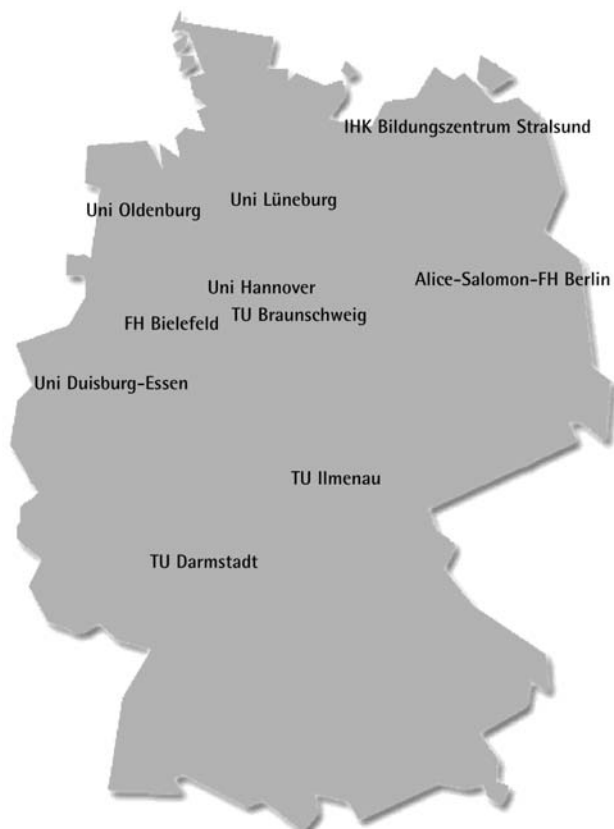 IHK Bildungszentrum Stralsund
Uni Lüneburg
Uni Oldenburg
Alice-Salomon-FH Berlin
Uni Hannover
TU Braunschweig
FH Bielefeld
Uni Duisburg-Essen
TU Ilmenau
TU Darmstadt